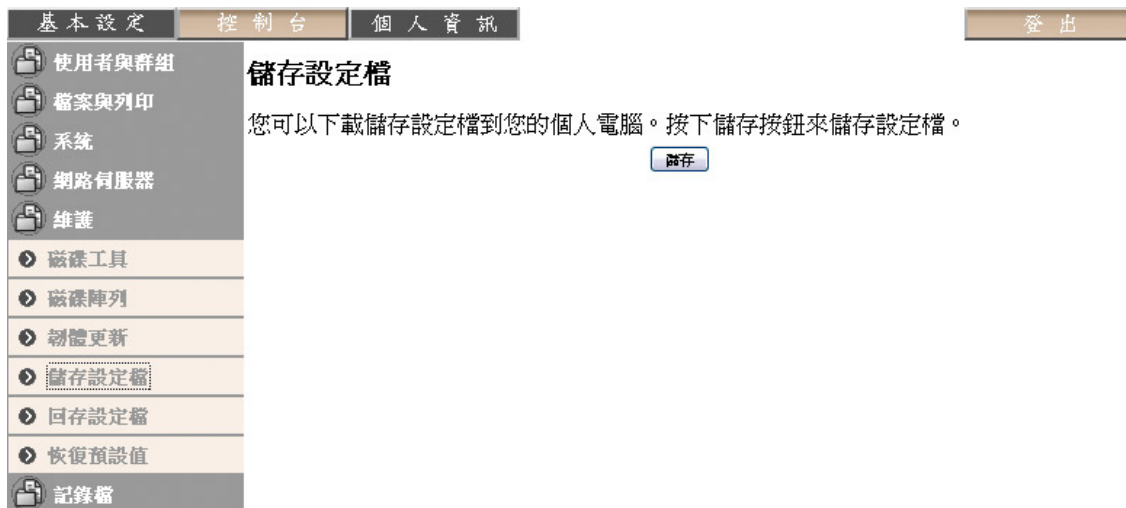 基本設定 控制台 個人資訊 登出
使用者與群組
檔案與列印
系統
網路伺服器
維護
磁碟工具
磁碟陣列
韌體更新
儲存設定檔
回存設定檔
恢復預設值
記錄檔
儲存設定檔
您可以下載儲存設定檔到您的個人電腦。按下儲存按鈕來儲存設定檔。
儲存